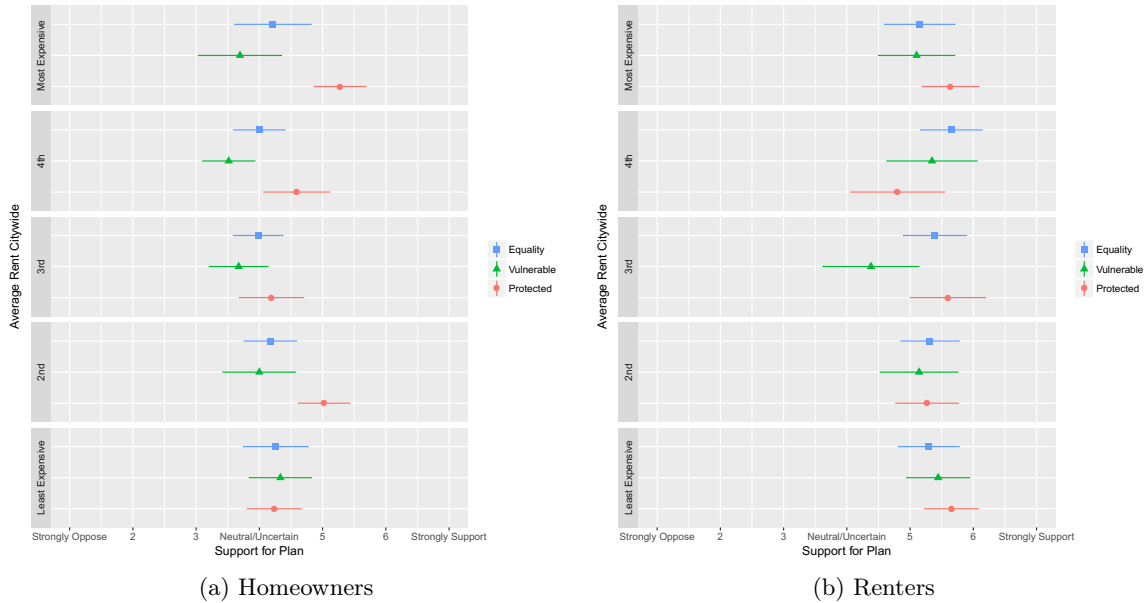 Average Rent Citywide
Most Expensive
4th
3rd
2nd
Least Expensive
Equality
Vulnerable
Protected
Strongly Oppose 2 3 Neutral/Uncertain 5 6 Strongly Support
Support for Plan
(a) Homeowners
Average Rent Citywide
Most Expensive
4th
3rd
2nd
Least Expensive
Equality
Vulnerable
Protected
Strongly Oppose 2 3 Neutral/Uncertain 5 6 Strongly Support
Support for Plan
(b) Renters